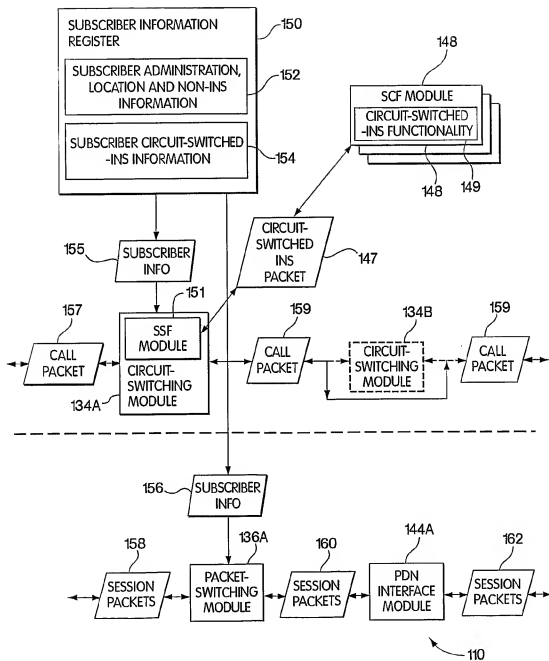 SUBSCRIBER INFORMATION
REGISTER
150
SUBSCRIBER ADMINISTRATION,
LOCATION AND NON-INS
INFORMATION
152
SUBSCRIBER CIRCUIT-SWITCHED
-INS INFORMATION
154
148
SCF MODULE
CIRCUIT-SWITCHED
-INS FUNCTIONALITY
148
149
155
SUBSCRIBER
INFO
CIRCUIT-
SWITCHED
INS
PACKET
147
157
CALL
PACKET
151
SSF
MODULE
CIRCUIT-
SWITCHING
MODULE
134A
159
CALL
PACKET
134B
CIRCUIT-
SWITCHING
MODULE
159
CALL
PACKET
156
SUBSCRIBER
INFO
158
SESSION
PACKETS
136A
PACKET-
SWITCHING
MODULE
160
SESSION
PACKETS
144A
PDN
INTERFACE
MODULE
162
SESSION
PACKETS
110